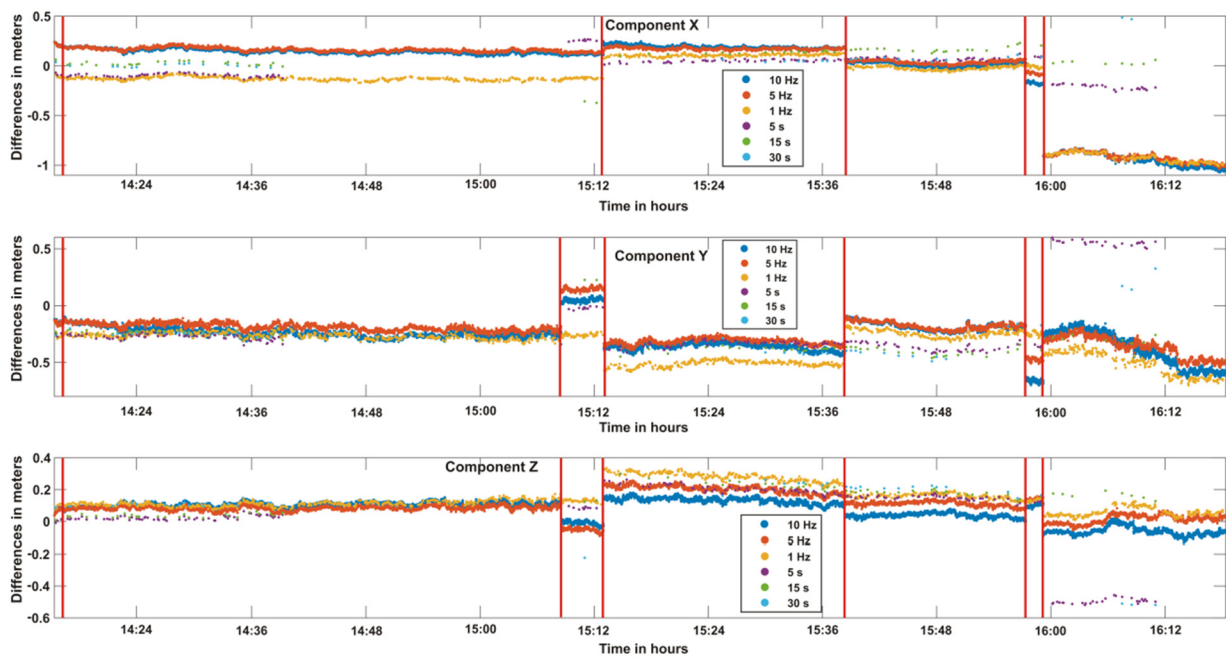 Component X
Differences in meters
0.5
0
-0.5
-1
10 Hz
5 Hz
1 Hz
5 s
15 s
30 s
14:24 14:36 14:48 15:00 15:12 15:24 15:36 15:48 16:00 16:12
Time in hours
Component Y
Differences in meters
0.5
0
-0.5
10 Hz
5 Hz
1 Hz
5 s
15 s
30 s
14:24 14:36 14:48 15:00 15:12 15:24 15:36 15:48 16:00 16:12
Time in hours
Component Z
Differences in meters
0.4
0.2
0
-0.2
-0.4
-0.6
10 Hz
5 Hz
1 Hz
5 s
15 s
30 s
14:24 14:36 14:48 15:00 15:12 15:24 15:36 15:48 16:00 16:12
Time in hours